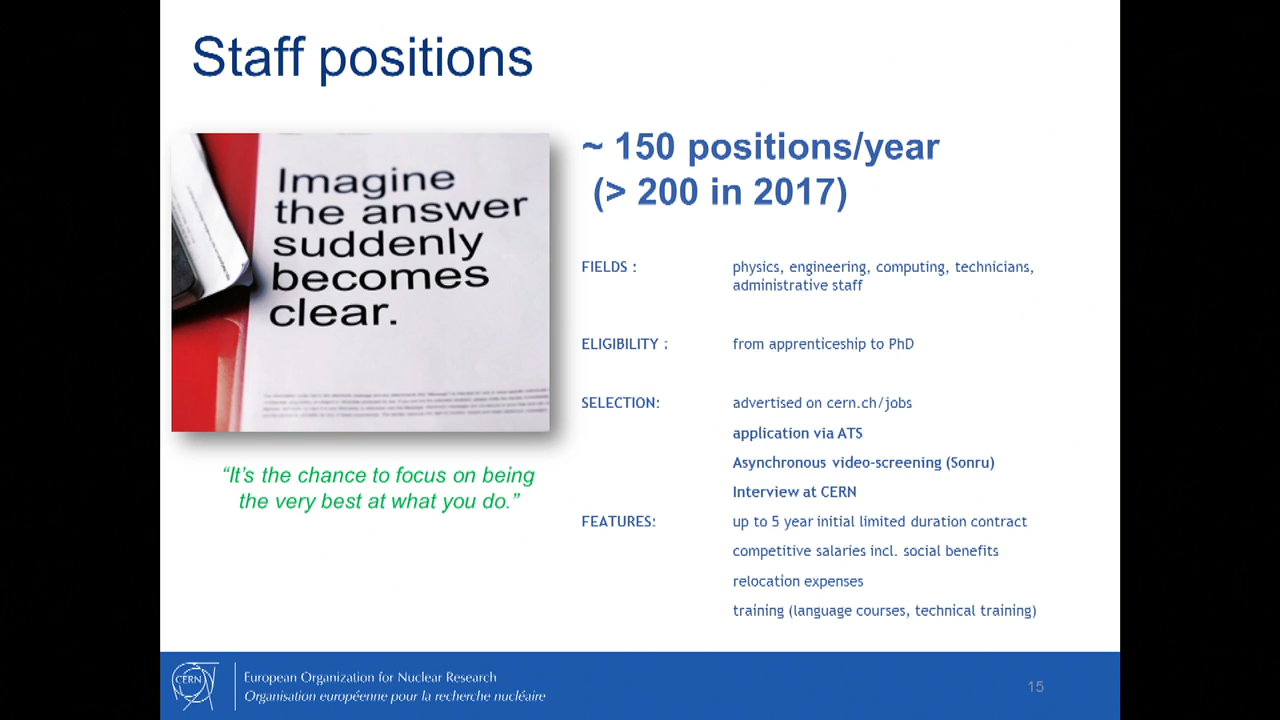 Staff positions
Imagine
the answer
suddenly
becomes
clear.
“It’s the chance to focus on being
the very best at what you do.”
~ 150 positions/year
(> 200 in 2017)
FIELDS : physics, engineering, computing, technicians,
administrative staff
ELIGIBILITY : from apprenticeship to PhD
SELECTION: advertised on cern.ch/jobs
application via ATS
Asynchronous video-screening (Sonru)
Interview at CERN
FEATURES: up to 5 year initial limited duration contract
competitive salaries incl. social benefits
relocation expenses
training (language courses, technical training)
CERN
European Organization for Nuclear Research
Organisation européenne pour la recherche nucléaire
15